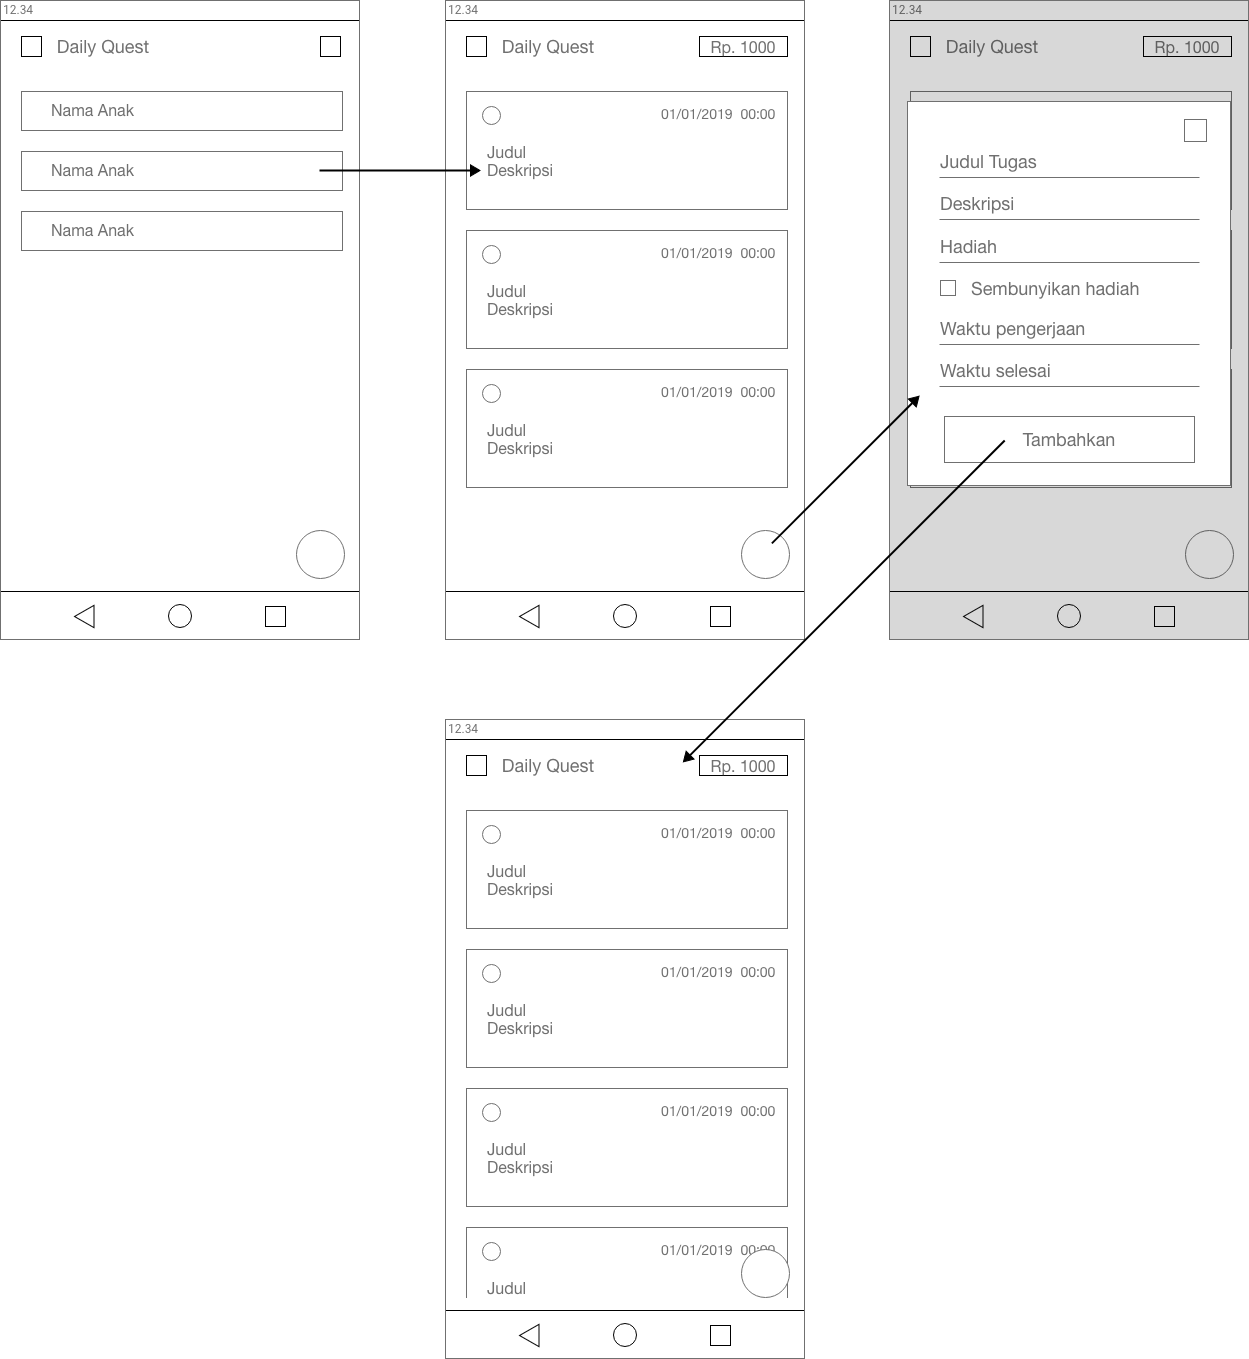 12.34
Daily Quest
Nama Anak
Nama Anak
Nama Anak
12.34
Daily Quest Rp. 1000
01/01/2019 00:00
Judul
Deskripsi
01/01/2019 00:00
Judul
Deskripsi
01/01/2019 00:00
Judul
Deskripsi
12.34
Daily Quest Rp. 1000
Judul Tugas
Deskripsi
Hadiah
Sembunyikan hadiah
Waktu pengerjaan
Waktu selesai
Tambahkan
12.34
Daily Quest Rp. 1000
01/01/2019 00:00
Judul
Deskripsi
01/01/2019 00:00
Judul
Deskripsi
01/01/2019 00:00
Judul
Deskripsi
01/01/2019 00:00
Judul